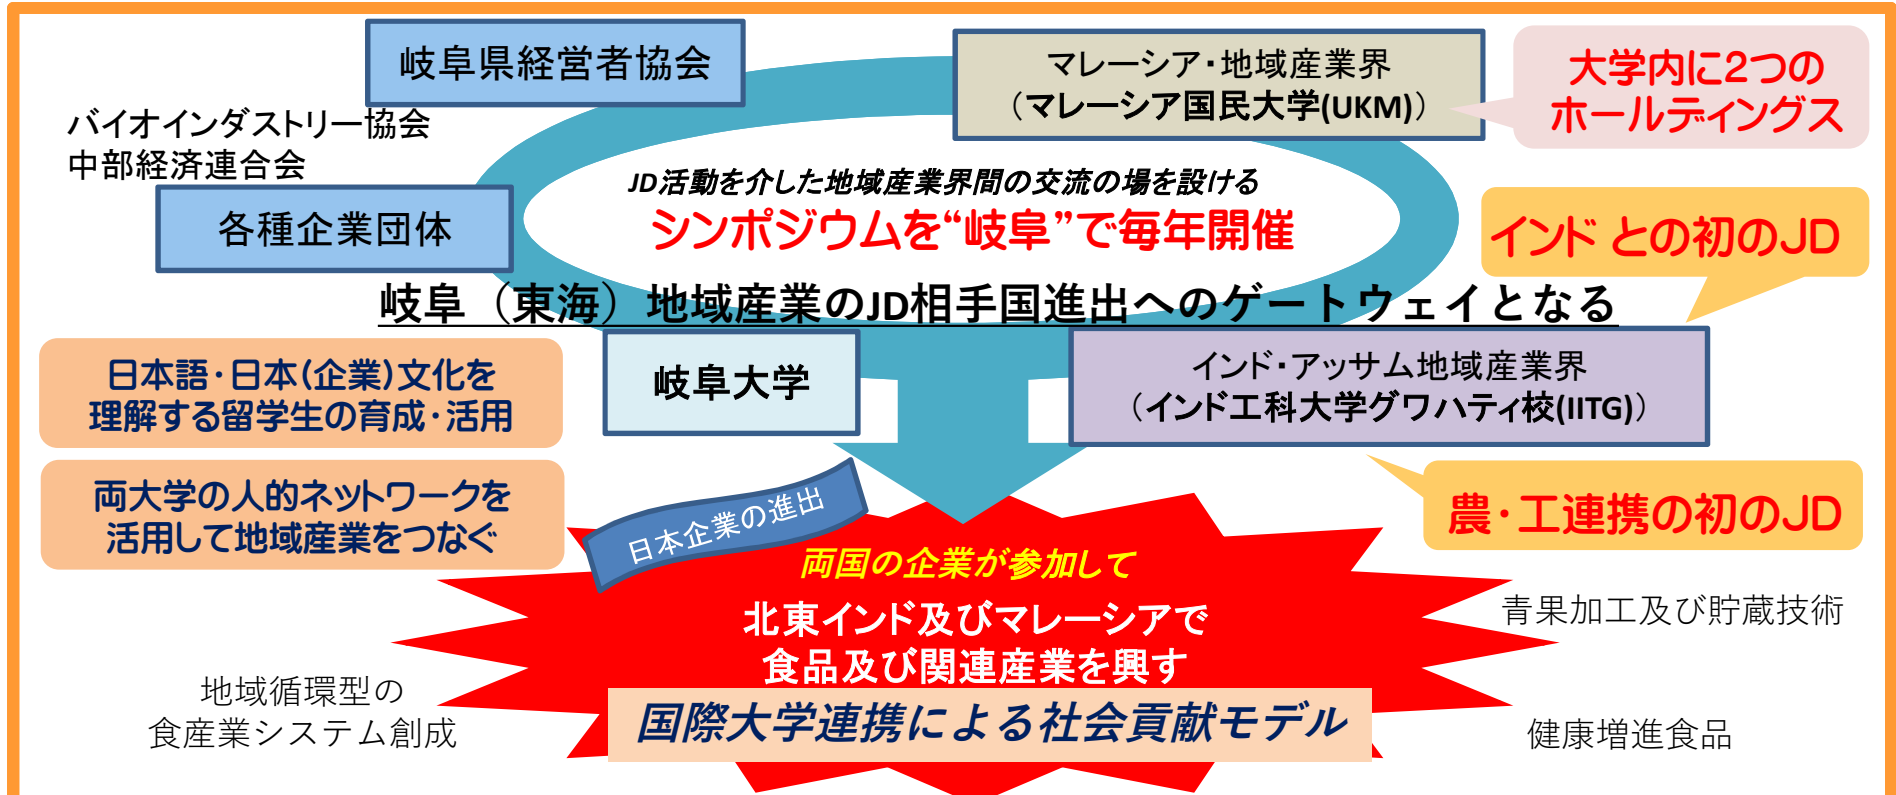 岐阜県経営者協会
マレーシア・地域産業界
（マレーシア国民大学(UKM)）
大学内に2つの
ホールディングス
バイオインダストリー協会
中部経済連合会
各種企業団体
JD活動を介した地域産業界間の交流の場を設ける
シンポジウムを“岐阜”で毎年開催
インド との初のJD
岐阜（東海）地域産業のJD相手国進出へのゲートウェイとなる
日本語・日本(企業)文化を
理解する留学生の育成・活用
岐阜大学
インド・アッサム地域産業界
（インド工科大学グワハティ校(IITG)）
両大学の人的ネットワークを
活用して地域産業をつなぐ
日本企業の進出
農・工連携の初のJD
両国の企業が参加して
北東インド及びマレーシアで
食品及び関連産業を興す
青果加工及び貯蔵技術
地域循環型の
食産業システム創成
国際大学連携による社会貢献モデル
健康増進食品